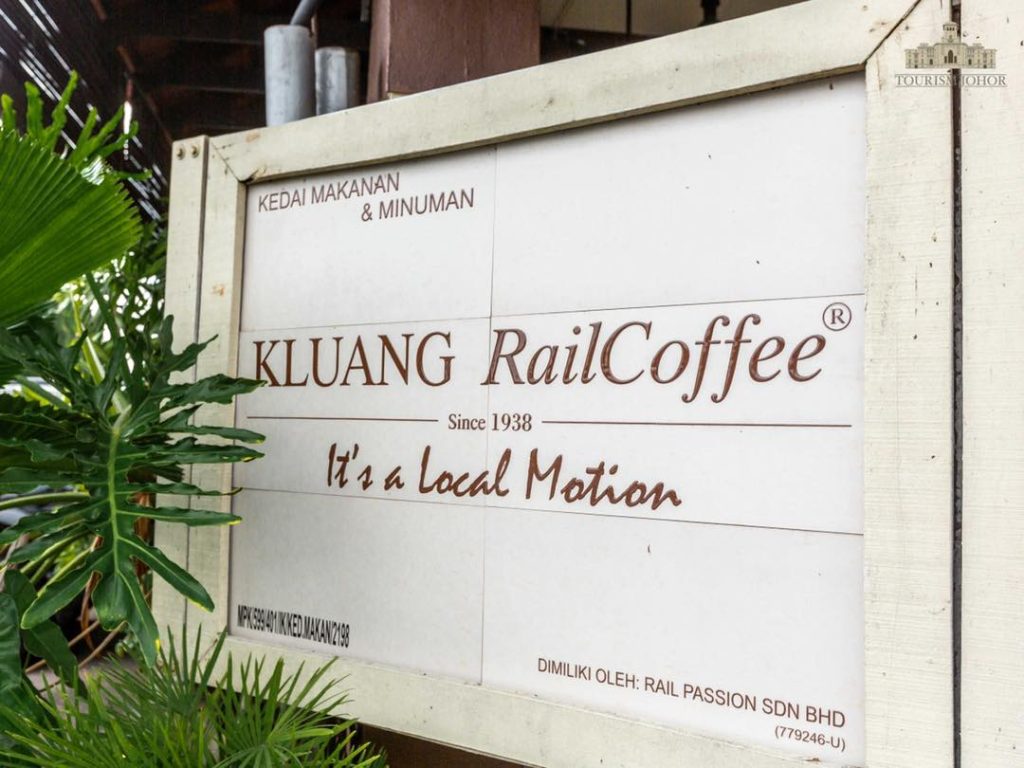 TOURISM JOHOR
KEDAI MAKANAN
& MINUMAN
KLUANG RailCoffee®
Since 1938
It's a Local Motion
MPK/599/401/IK/KED.MAKAN/2198
DIMILIKI OLEH: RAIL PASSION SDN BHD
(779246-U)